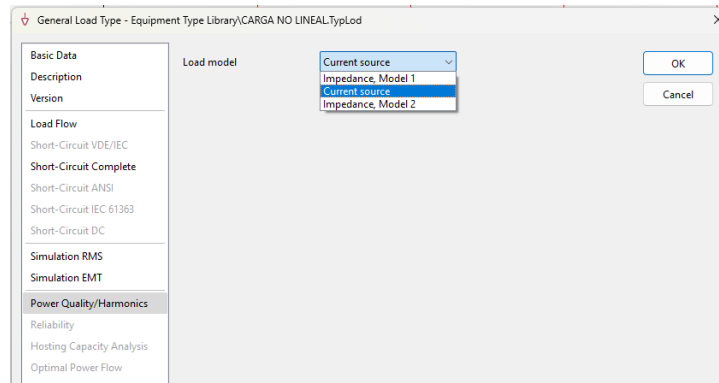 General Load Type - Equipment Type Library\CARGA NO LINEAL.TypLod
Basic Data
Description
Version
Load Flow
Short-Circuit VDE/IEC
Short-Circuit Complete
Short-Circuit ANSI
Short-Circuit IEC 61363
Short-Circuit DC
Simulation RMS
Simulation EMT
Power Quality/Harmonics
Reliability
Hosting Capacity Analysis
Optimal Power Flow
Load model
Current source
Impedance, Model 1
Current source
Impedance, Model 2
OK
Cancel